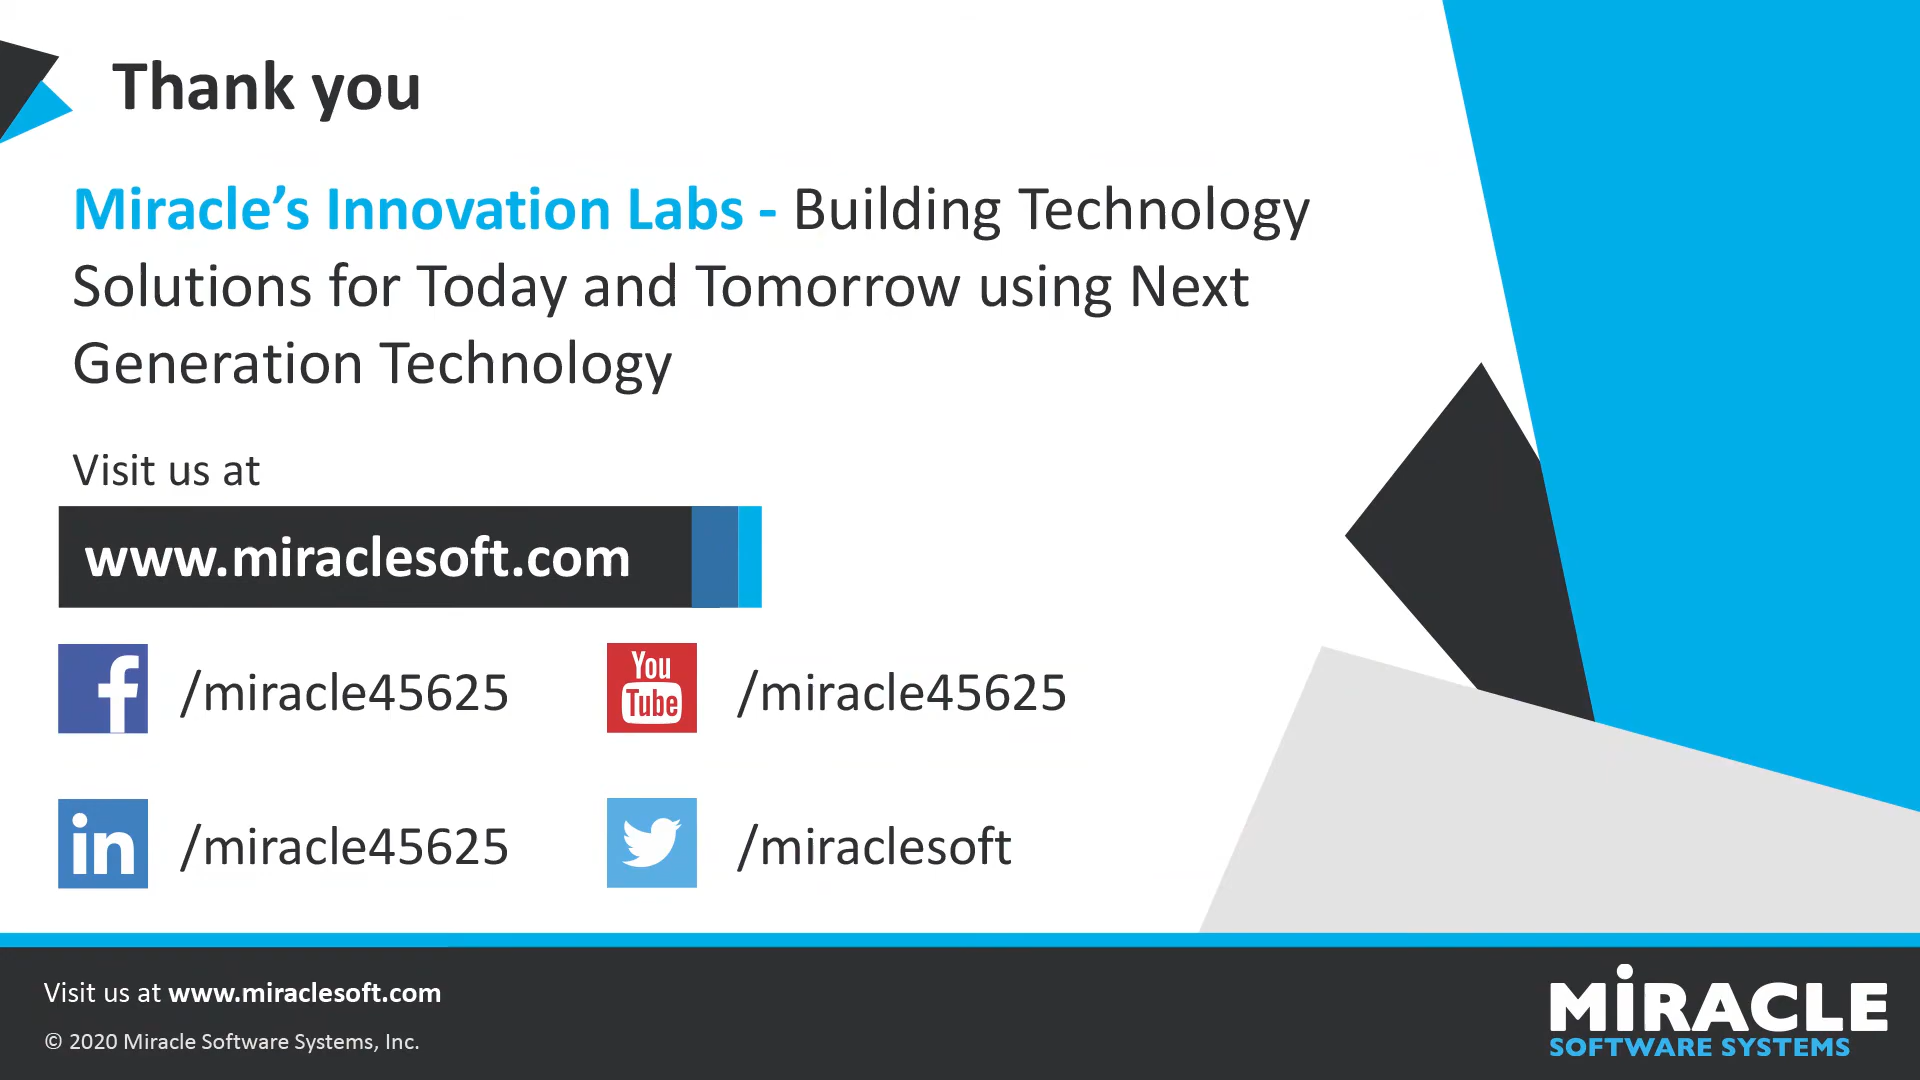 Thank you
Miracle’s Innovation Labs - Building Technology
Solutions for Today and Tomorrow using Next
Generation Technology
Visit us at
www.miraclesoft.com
f /miracle45625
You Tube /miracle45625
in /miracle45625
/miraclesoft
Visit us at www.miraclesoft.com
© 2020 Miracle Software Systems, Inc.
MiRACLE
SOFTWARE SYSTEMS